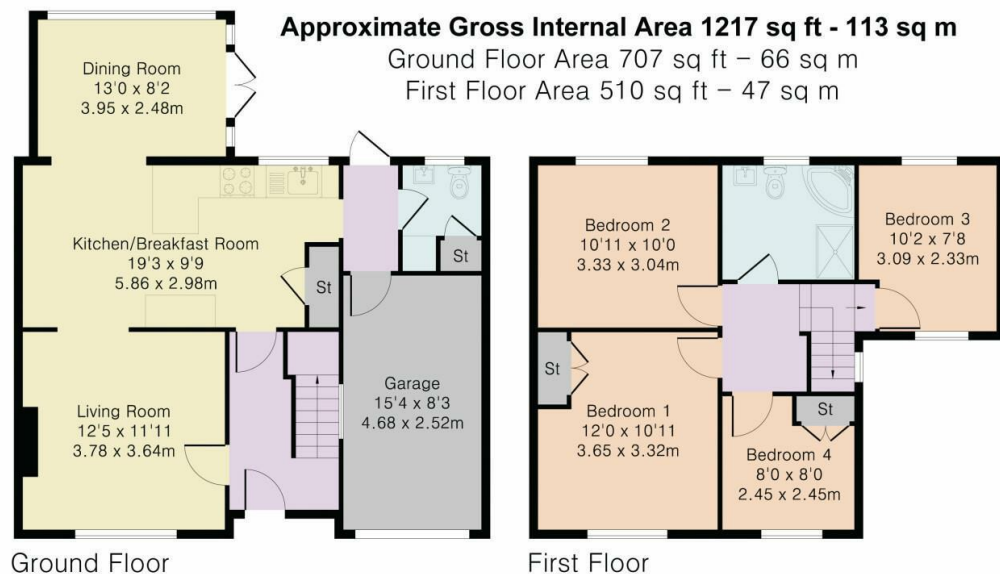 Approximate Gross Internal Area 1217 sq ft - 113 sq m
Ground Floor Area 707 sq ft – 66 sq m
First Floor Area 510 sq ft – 47 sq m
Dining Room
13'0 x 8'2
3.95 x 2.48m
Kitchen/Breakfast Room
19'3 x 9'9
5.86 x 2.98m
St
St
Living Room
12'5 x 11'11
3.78 x 3.64m
Garage
15'4 x 8'3
4.68 x 2.52m
Ground Floor
Bedroom 2
10'11 x 10'0
3.33 x 3.04m
Bedroom 3
10'2 x 7'8
3.09 x 2.33m
St
Bedroom 1
12'0 x 10'11
3.65 x 3.32m
St
Bedroom 4
8'0 x 8'0
2.45 x 2.45m
First Floor